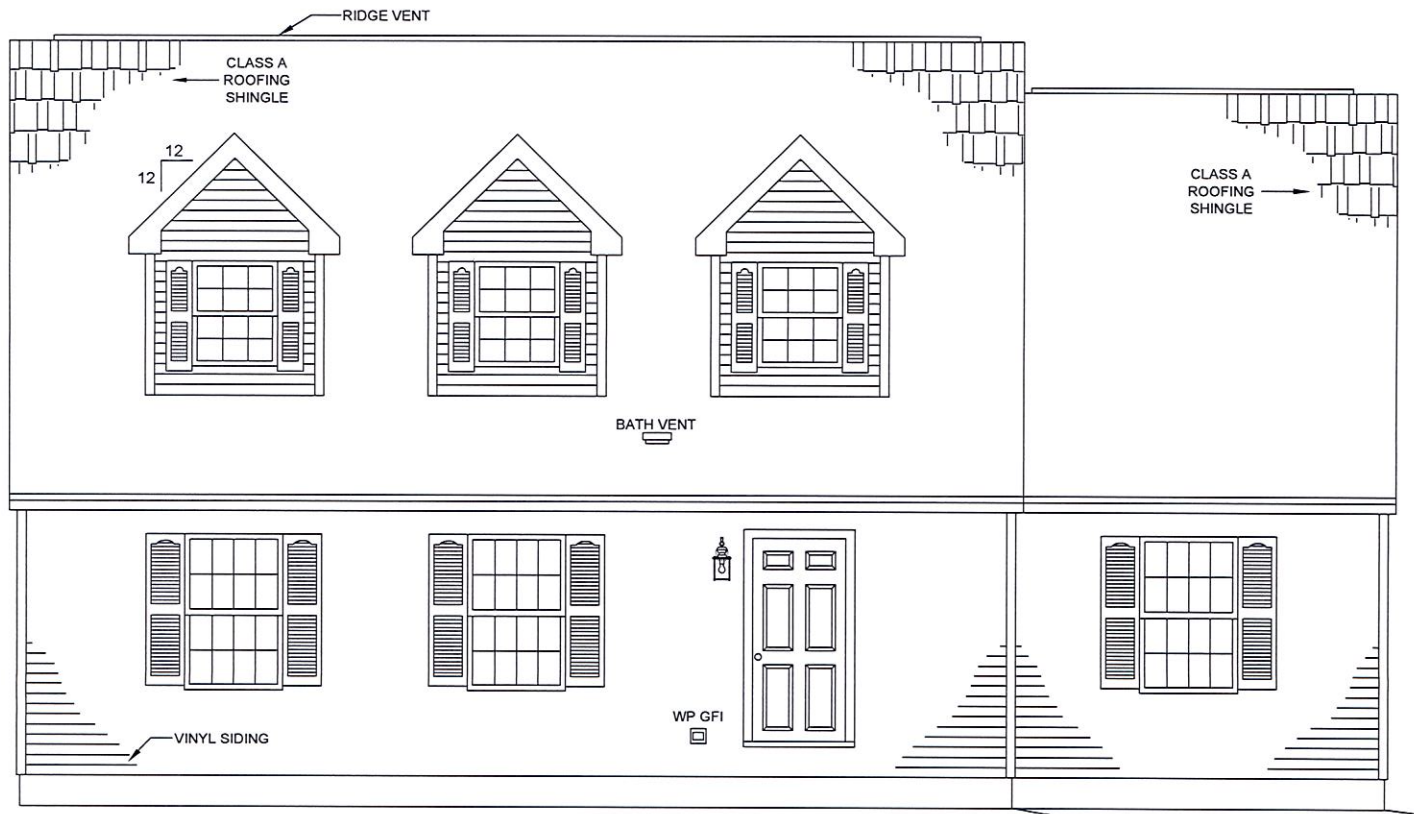 RIDGE VENT
CLASS A
ROOFING
SHINGLE
12
12
CLASS A
ROOFING
SHINGLE
BATH VENT
WP GFI
VINYL SIDING